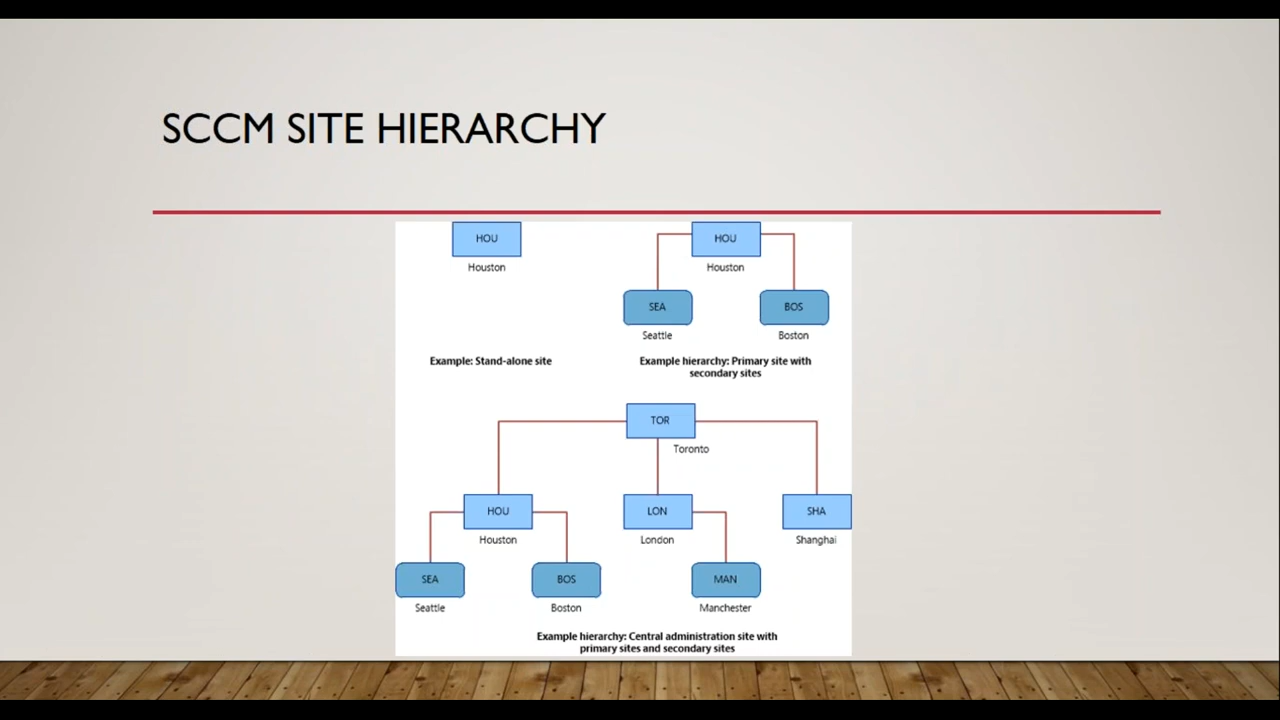 SCCM SITE HIERARCHY
HOU
Houston
HOU
Houston
SEA
Seattle
BOS
Boston
Example: Stand-alone site
Example hierarchy: Primary site with
secondary sites
TOR
Toronto
HOU
Houston
LON
London
SHA
Shanghai
SEA
Seattle
BOS
Boston
MAN
Manchester
Example hierarchy: Central administration site with
primary sites and secondary sites